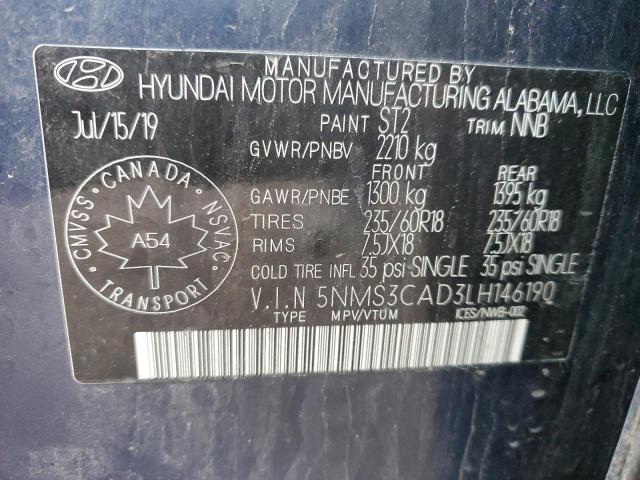 MANUFACTURED BY
HYUNDAI MOTOR MANUFACTURING ALABAMA, LLC
Jul/15/19 PAINT ST2 TRIM NNB
GVWR/PNBV 2210 kg
FRONT REAR
GAWR/PNBE 1300 kg 1395 kg
TIRES 235/60R18 235/60R18
RIMS 7.5JX18 7.5JX18
COLD TIRE INFL 35 psi-SINGLE 35 psi-SINGLE
V.I.N 5NMS3CAD3LH146190
TYPE MPV/VTUM ICES/NWB-002
CMVSS • CANADA • NSVAC
A54
TRANSPORT